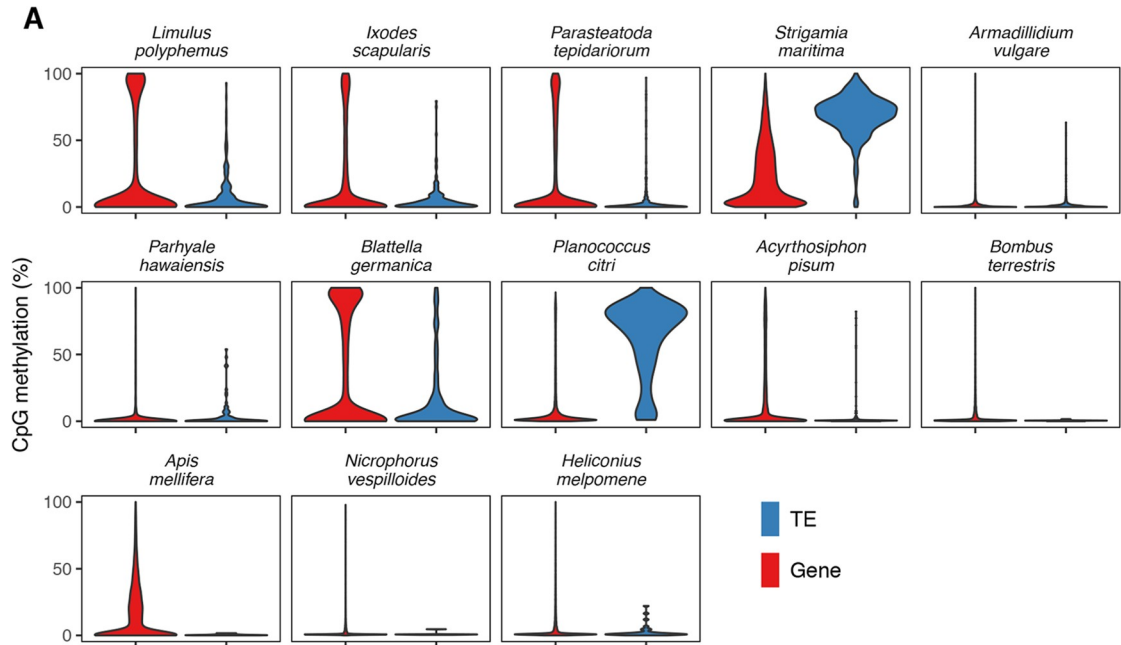 A
Limulus
polyphemus
Ixodes
scapularis
Parasteatoda
tepidariorum
Strigamia
maritima
Armadillidium
vulgare
100
50
0
Parhyale
hawaiensis
Blattella
germanica
Planococcus
citri
Acyrthosiphon
pisum
Bombus
terrestris
CpG methylation (%)
100
50
0
Apis
mellifera
Nicrophorus
vespilloides
Heliconius
melpomene
100
50
0
TE
Gene